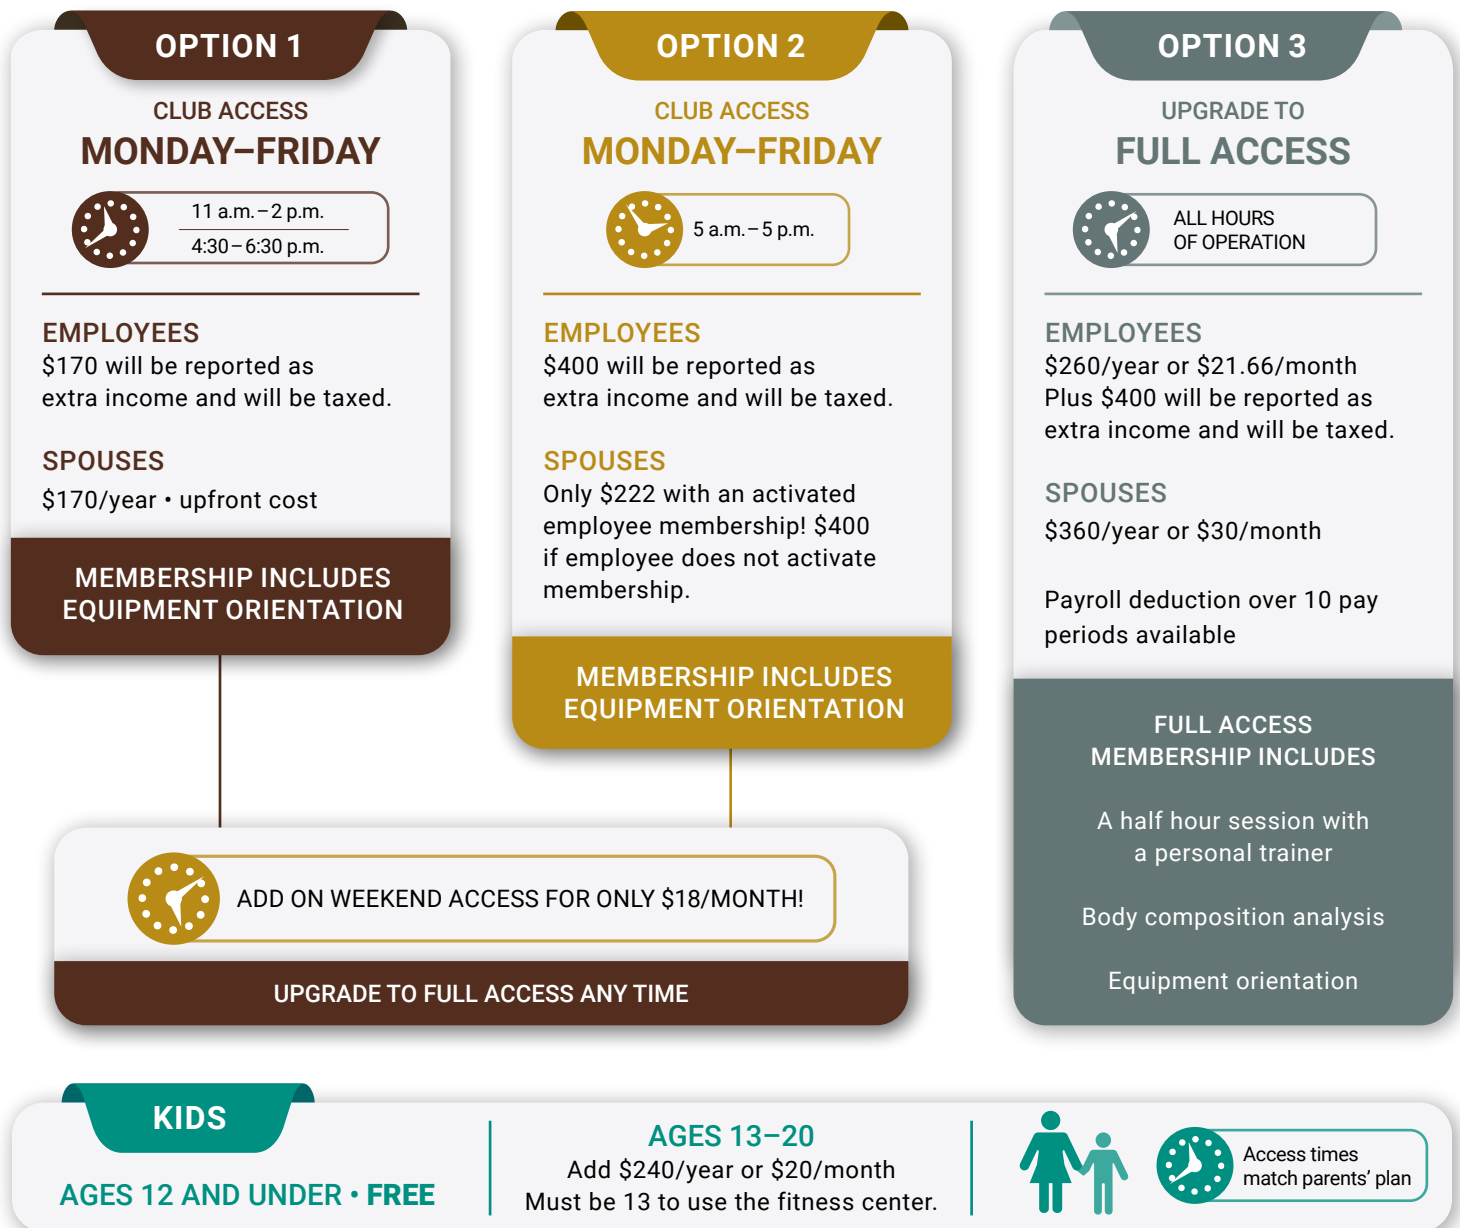 OPTION 1
CLUB ACCESS
MONDAY–FRIDAY
11 a.m.–2 p.m.
4:30–6:30 p.m.
EMPLOYEES
$170 will be reported as
extra income and will be taxed.
SPOUSES
$170/year • upfront cost
MEMBERSHIP INCLUDES
EQUIPMENT ORIENTATION
OPTION 2
CLUB ACCESS
MONDAY–FRIDAY
5 a.m.–5 p.m.
EMPLOYEES
$400 will be reported as
extra income and will be taxed.
SPOUSES
Only $222 with an activated
employee membership! $400
if employee does not activate
membership.
MEMBERSHIP INCLUDES
EQUIPMENT ORIENTATION
ADD ON WEEKEND ACCESS FOR ONLY $18/MONTH!
UPGRADE TO FULL ACCESS ANY TIME
OPTION 3
UPGRADE TO
FULL ACCESS
ALL HOURS
OF OPERATION
EMPLOYEES
$260/year or $21.66/month
Plus $400 will be reported as
extra income and will be taxed.
SPOUSES
$360/year or $30/month
Payroll deduction over 10 pay
periods available
FULL ACCESS
MEMBERSHIP INCLUDES
A half hour session with
a personal trainer
Body composition analysis
Equipment orientation
KIDS
AGES 12 AND UNDER • FREE
AGES 13–20
Add $240/year or $20/month
Must be 13 to use the fitness center.
Access times
match parents’ plan